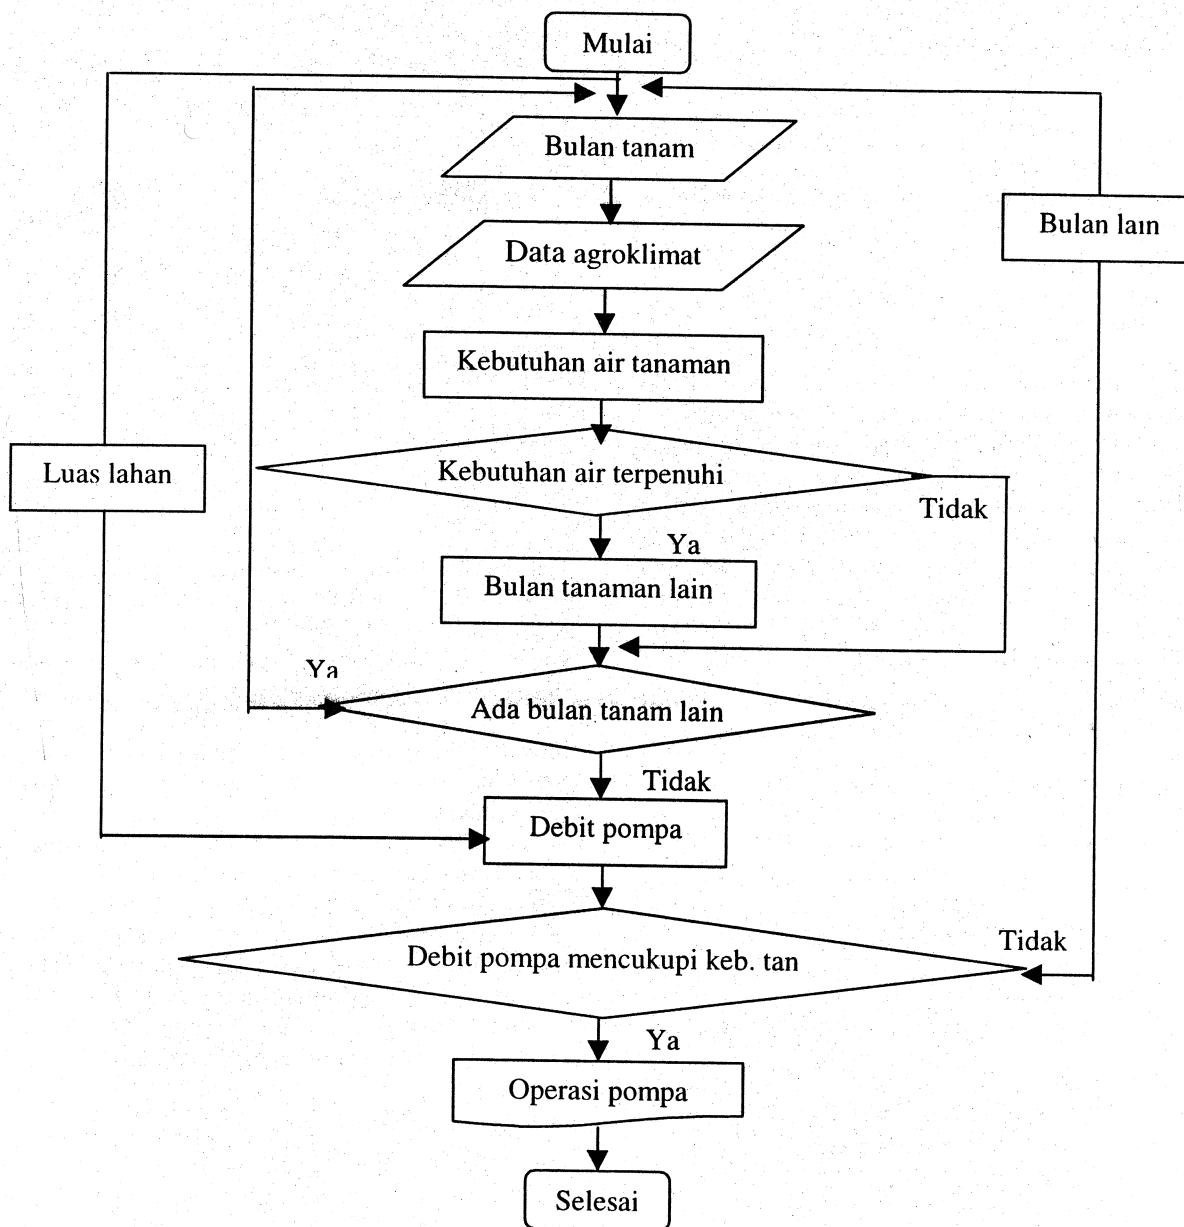 Mulai
Bulan tanam
Bulan lain
Data agroklimat
Kebutuhan air tanaman
Luas lahan
Kebutuhan air terpenuhi
Tidak
Ya
Bulan tanaman lain
Ya
Ada bulan tanam lain
Tidak
Debit pompa
Tidak
Debit pompa mencukupi keb. tan
Ya
Operasi pompa
Selesai